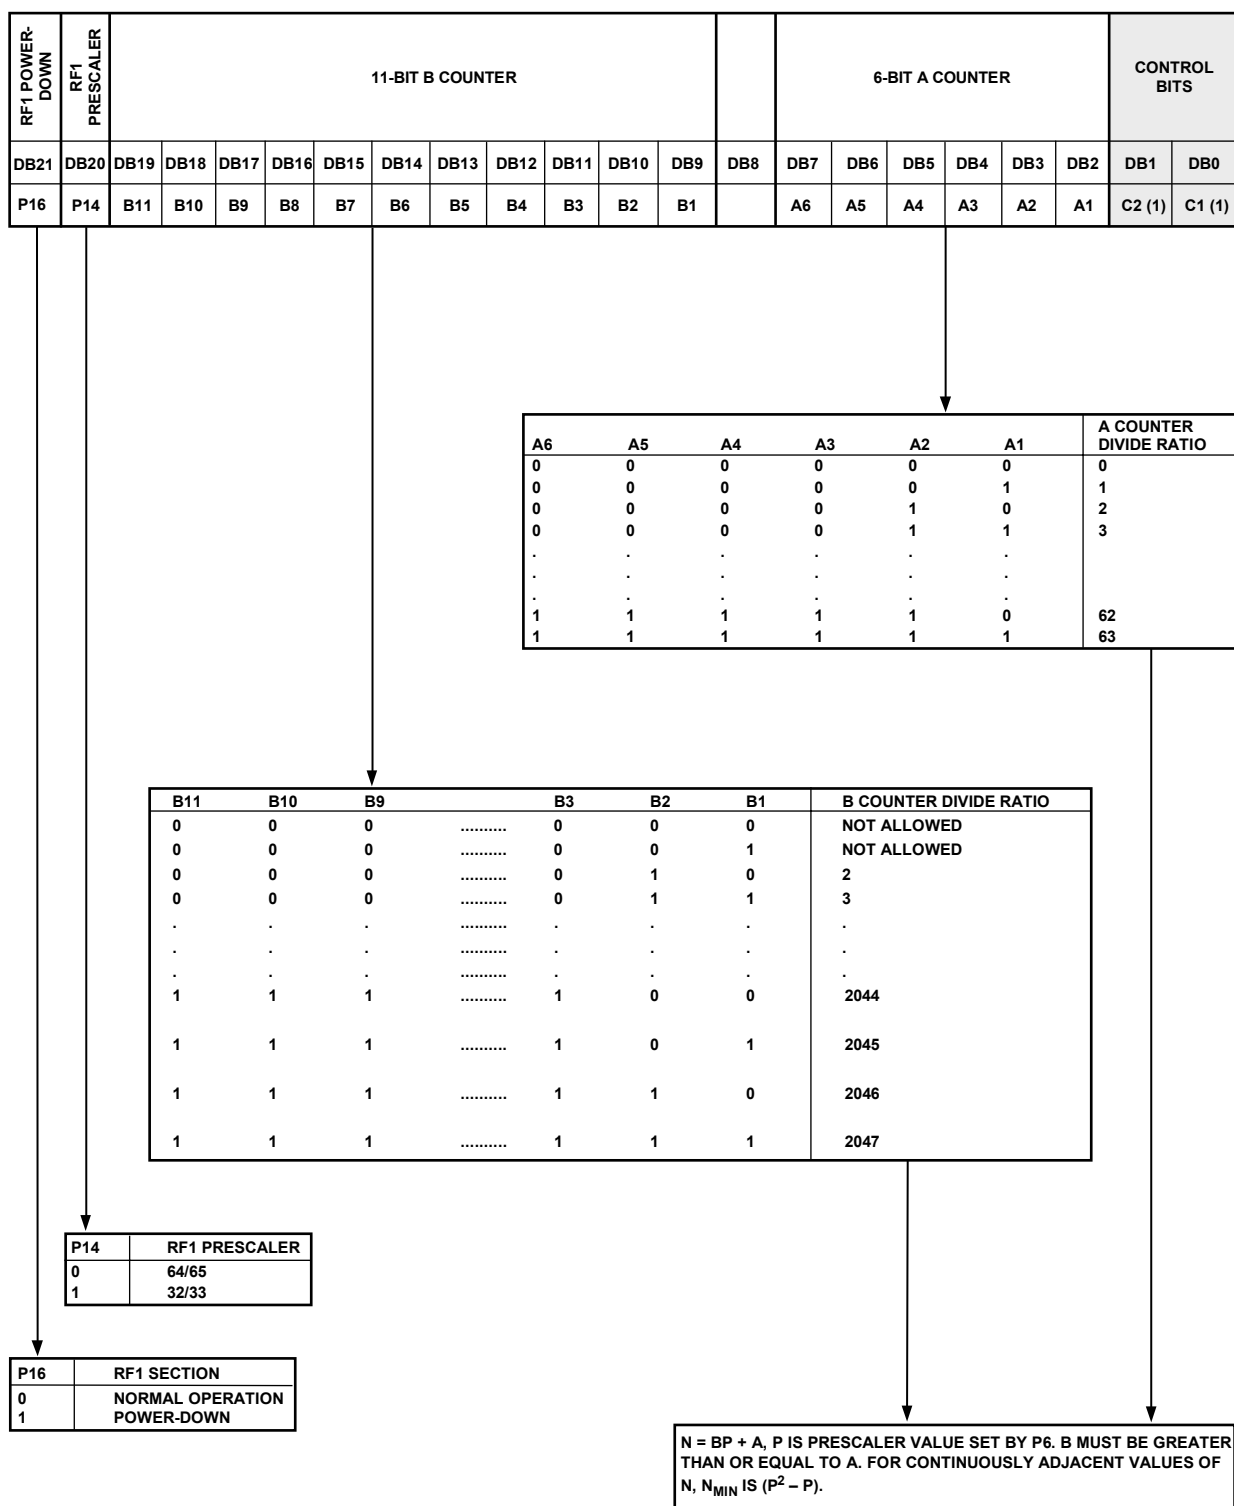 RF1 POWER-
DOWN
RF1
PRESCALER
11-BIT B COUNTER
6-BIT A COUNTER
CONTROL
BITS
DB21 DB20 DB19 DB18 DB17 DB16 DB15 DB14 DB13 DB12 DB11 DB10 DB9 DB8 DB7 DB6 DB5 DB4 DB3 DB2 DB1 DB0
P16 P14 B11 B10 B9 B8 B7 B6 B5 B4 B3 B2 B1 A6 A5 A4 A3 A2 A1 C2 (1) C1 (1)
A6 A5 A4 A3 A2 A1 A COUNTER
DIVIDE RATIO
0 0 0 0 0 0 0
0 0 0 0 0 1 1
0 0 0 0 1 0 2
0 0 0 0 1 1 3
. . . . . .
. . . . . .
. . . . . .
1 1 1 1 1 0 62
1 1 1 1 1 1 63
B11 B10 B9 B3 B2 B1 B COUNTER DIVIDE RATIO
0 0 0 .......... 0 0 0 NOT ALLOWED
0 0 0 .......... 0 0 1 NOT ALLOWED
0 0 0 .......... 0 1 0 2
0 0 0 .......... 0 1 1 3
. . . .......... . . . .
. . . .......... . . . .
. . . .......... . . . .
1 1 1 .......... 1 0 0 2044
1 1 1 .......... 1 0 1 2045
1 1 1 .......... 1 1 0 2046
1 1 1 .......... 1 1 1 2047
P14 RF1 PRESCALER
0 64/65
1 32/33
P16 RF1 SECTION
0 NORMAL OPERATION
1 POWER-DOWN
N = BP + A, P IS PRESCALER VALUE SET BY P6. B MUST BE GREATER
THAN OR EQUAL TO A. FOR CONTINUOUSLY ADJACENT VALUES OF
N, N_MIN IS (P² – P).